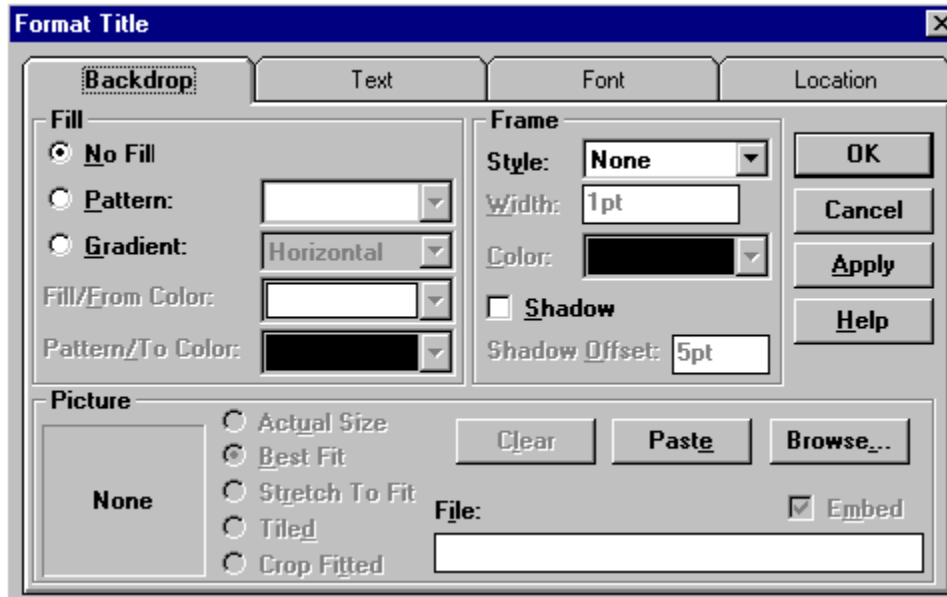 Format Title
Backdrop Text Font Location
Fill
No Fill
Pattern:
Gradient: Horizontal
Fill/From Color:
Pattern/To Color:
Frame
Style: None
Width: 1pt
Color:
Shadow
Shadow Offset: 5pt
OK
Cancel
Apply
Help
Picture
None
Actual Size
Best Fit
Stretch To Fit
Tiled
Crop Fitted
Clear Paste Browse...
File: Embed